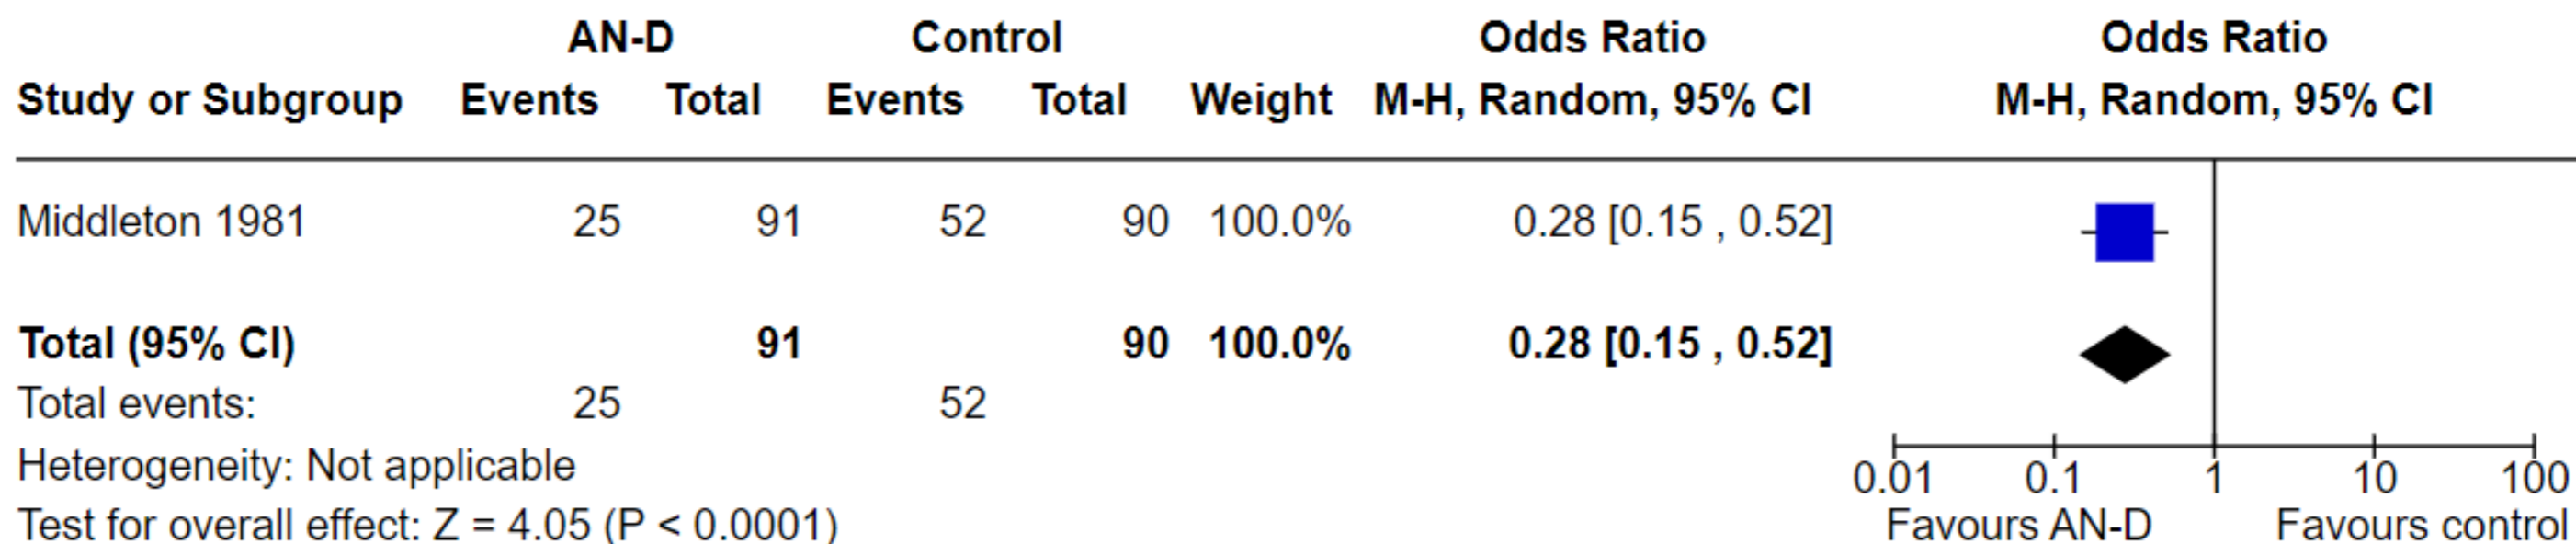 AN-D Control Odds Ratio Odds Ratio
Study or Subgroup Events Total Events Total Weight M-H, Random, 95% CI M-H, Random, 95% CI
Middleton 1981 25 91 52 90 100.0% 0.28 [0.15 , 0.52]
Total (95% CI) 91 90 100.0% 0.28 [0.15 , 0.52]
Total events: 25 52
Heterogeneity: Not applicable 0.01 0.1 1 10 100
Test for overall effect: Z = 4.05 (P < 0.0001) Favours AN-D Favours control